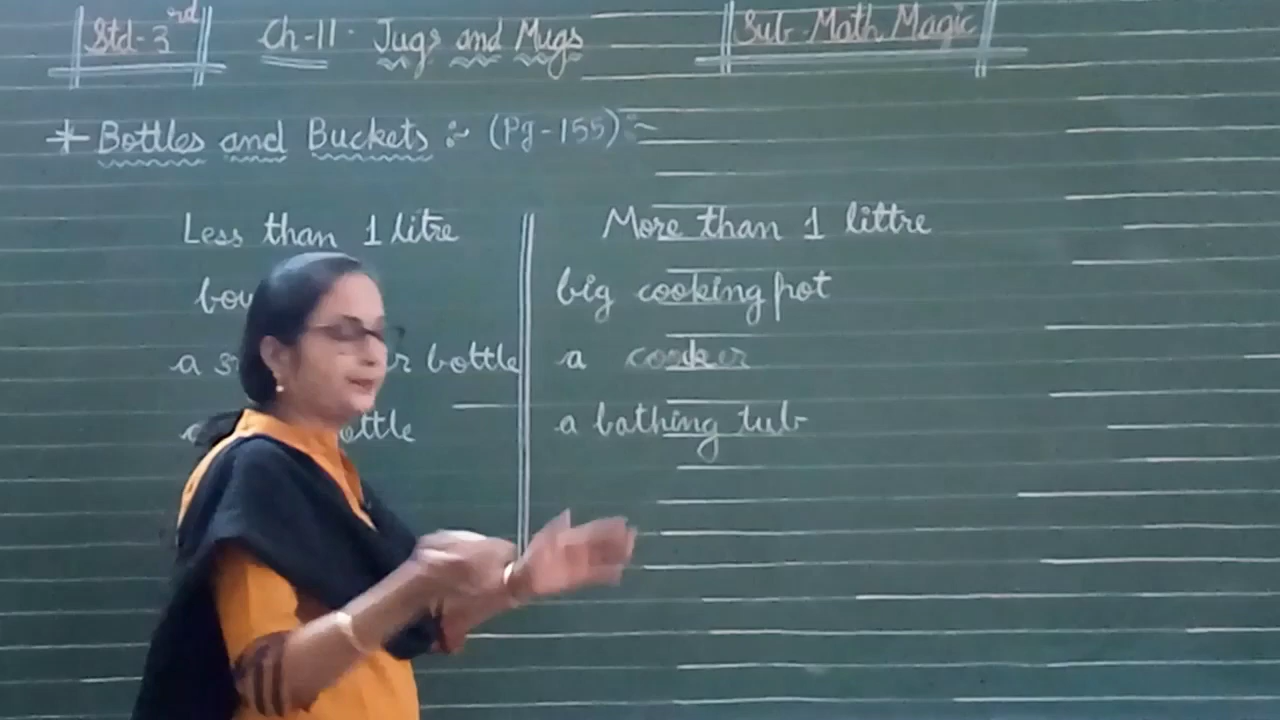 Std-3rd Ch-11. Jugs and Mugs Sub-Math Magic
* Bottles and Buckets :- (Pg-155):-
Less than 1 litre More than 1 littre
big cooking pot
a bottle a cooker
a bathing tub